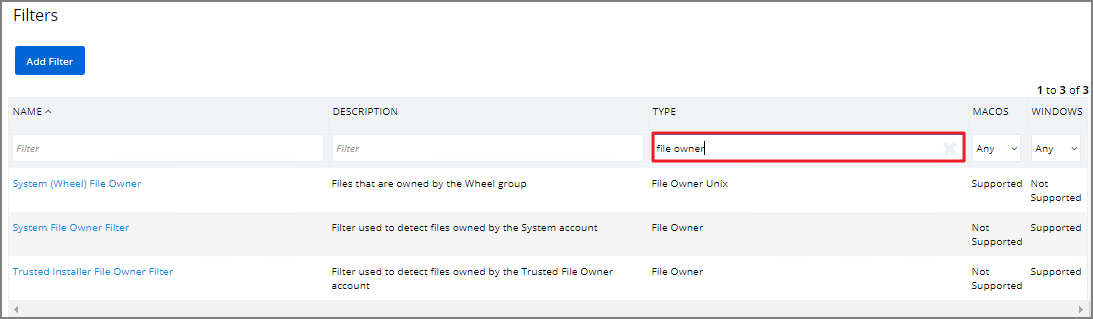 Filters
Add Filter
1 to 3 of 3
NAME DESCRIPTION TYPE MACOS WINDOWS
Filter Filter file owner Any Any
System (Wheel) File Owner Files that are owned by the Wheel group File Owner Unix Supported Not
Supported
System File Owner Filter Filter used to detect files owned by the System account File Owner Not Supported
Supported
Trusted Installer File Owner Filter Filter used to detect files owned by the Trusted File Owner File Owner Not Supported
account Supported